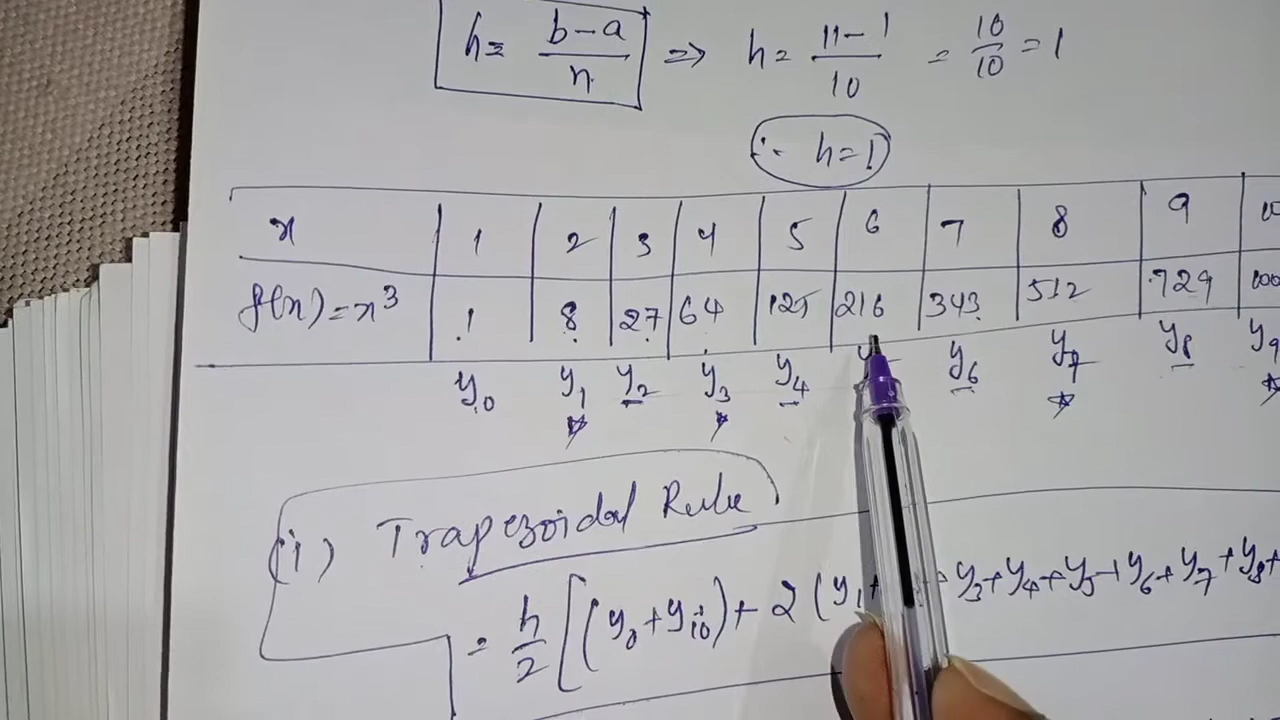 h = b-a / n ⇒ h = 11-1 / 10 = 10 / 10 = 1
∴ h=1
x 1 2 3 4 5 6 7 8 9
f(x)=x³ 1 8 27 64 125 216 343 512 729
y0 y1 y2 y3 y4 y6 y7 y8 y9
(i) Trapezoidal Rule
= h/2 [(y0+y10)+2(y1+ +y3+y4+y5+y6+y7+y8+